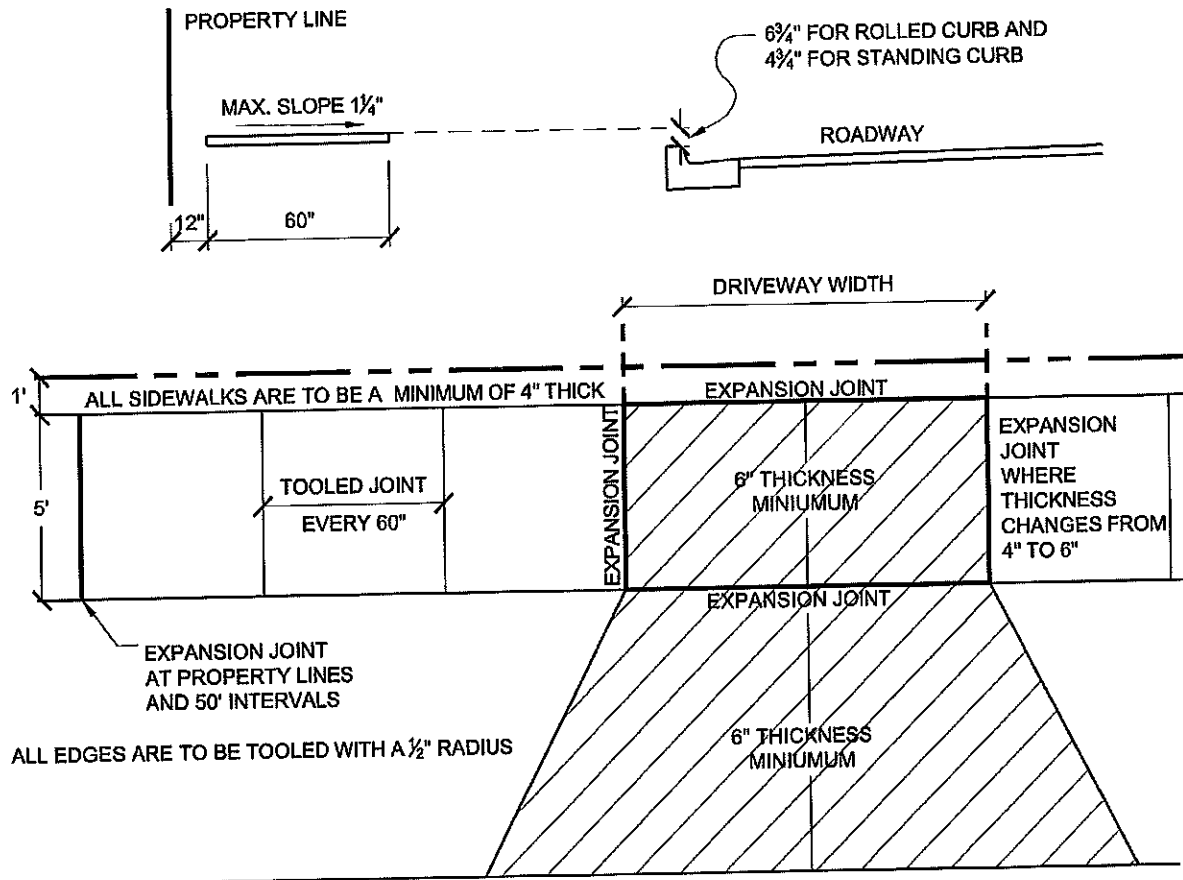 PROPERTY LINE
6¾" FOR ROLLED CURB AND
4¾" FOR STANDING CURB
MAX. SLOPE 1¼"
ROADWAY
12"
60"
DRIVEWAY WIDTH
1'
ALL SIDEWALKS ARE TO BE A MINIMUM OF 4" THICK
EXPANSION JOINT
5'
TOOLED JOINT
EVERY 60"
EXPANSION JOINT
6" THICKNESS
MINIUMUM
EXPANSION
JOINT
WHERE
THICKNESS
CHANGES FROM
4" TO 6"
EXPANSION JOINT
EXPANSION JOINT
AT PROPERTY LINES
AND 50' INTERVALS
ALL EDGES ARE TO BE TOOLED WITH A ½" RADIUS
6" THICKNESS
MINIUMUM